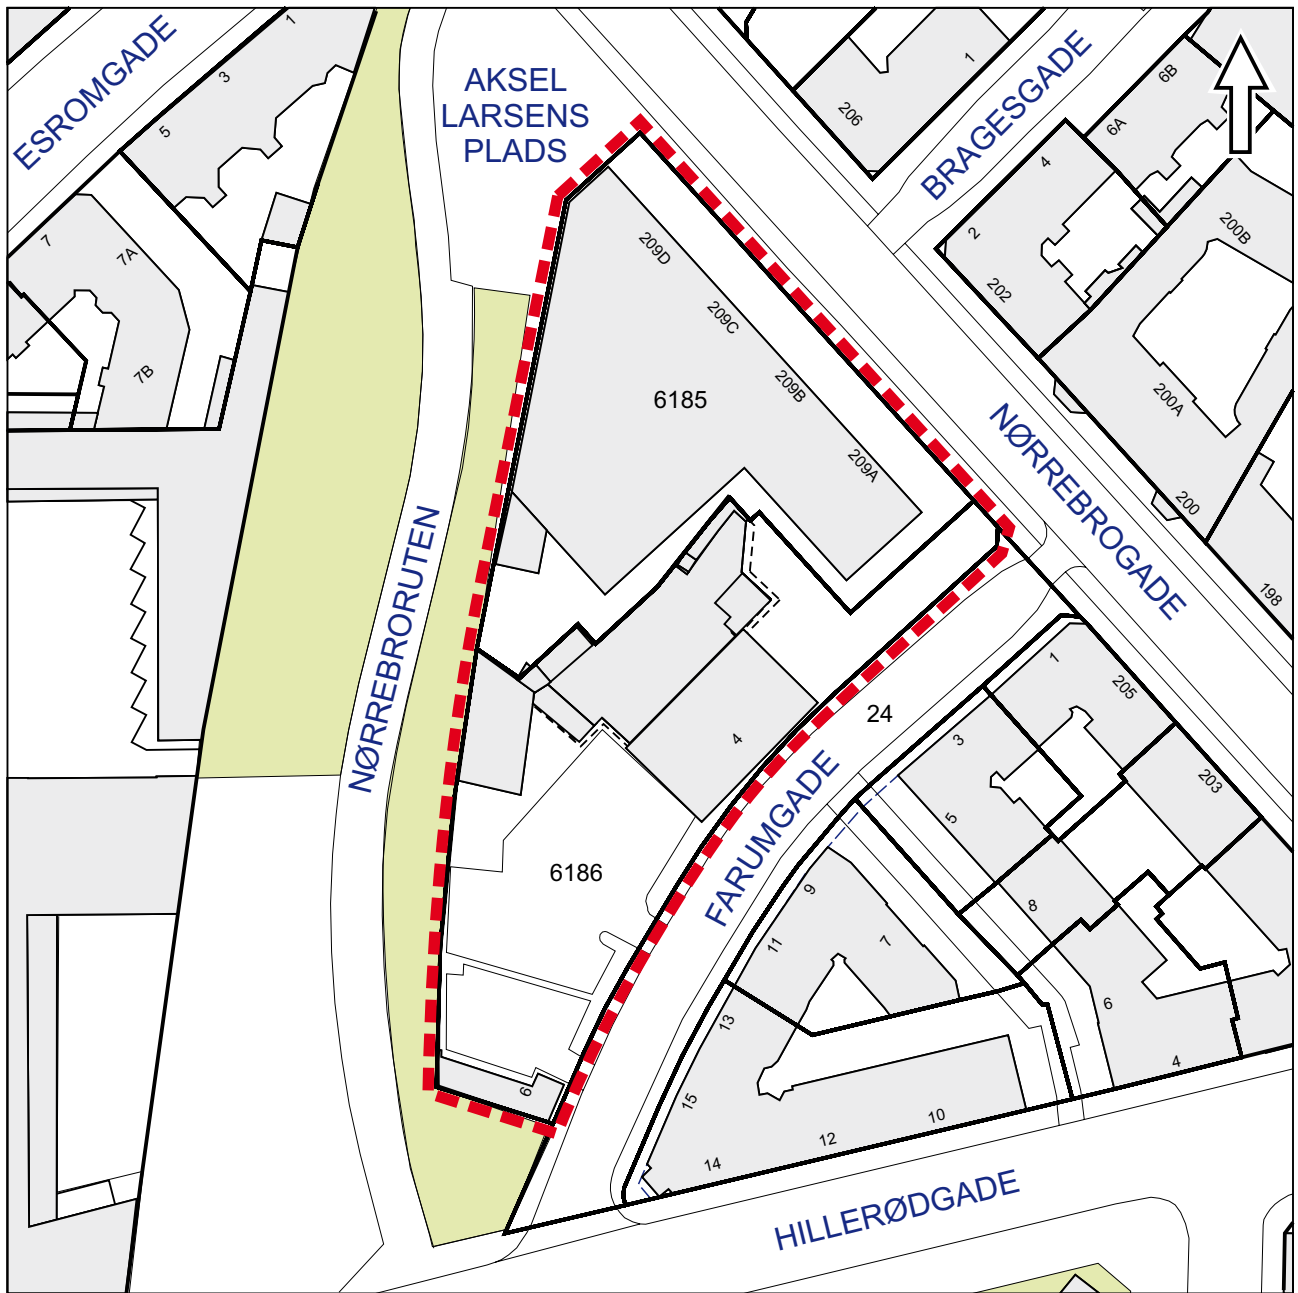 ESROMGADE
1
3
5
7
7A
7B
AKSEL
LARSENS
PLADS
206
1
BRAGESGADE
6B
6A
4
2
202
200B
200A
200
198
209D
209C
209B
209A
6185
NØRREBROGADE
NØRREBRORUTEN
4
24
FARUMGADE
6186
6
1
205
203
3
5
8
9
11
7
6
4
13
15
14
12
10
HILLERØDGADE